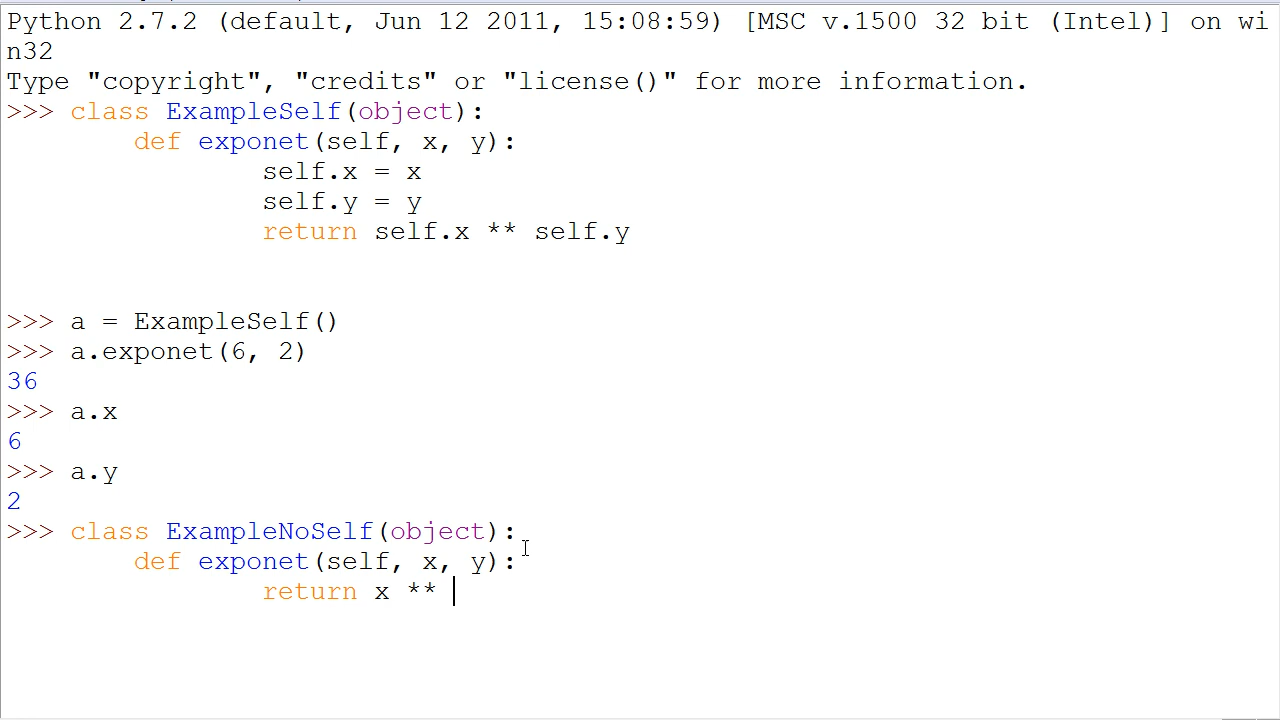 Python 2.7.2 (default, Jun 12 2011, 15:08:59) [MSC v.1500 32 bit (Intel)] on wi
n32
Type "copyright", "credits" or "license()" for more information.
>>> class ExampleSelf(object):
        def exponet(self, x, y):
                self.x = x
                self.y = y
                return self.x ** self.y
>>> a = ExampleSelf()
>>> a.exponet(6, 2)
36
>>> a.x
6
>>> a.y
2
>>> class ExampleNoSelf(object):
        def exponet(self, x, y):
                return x **